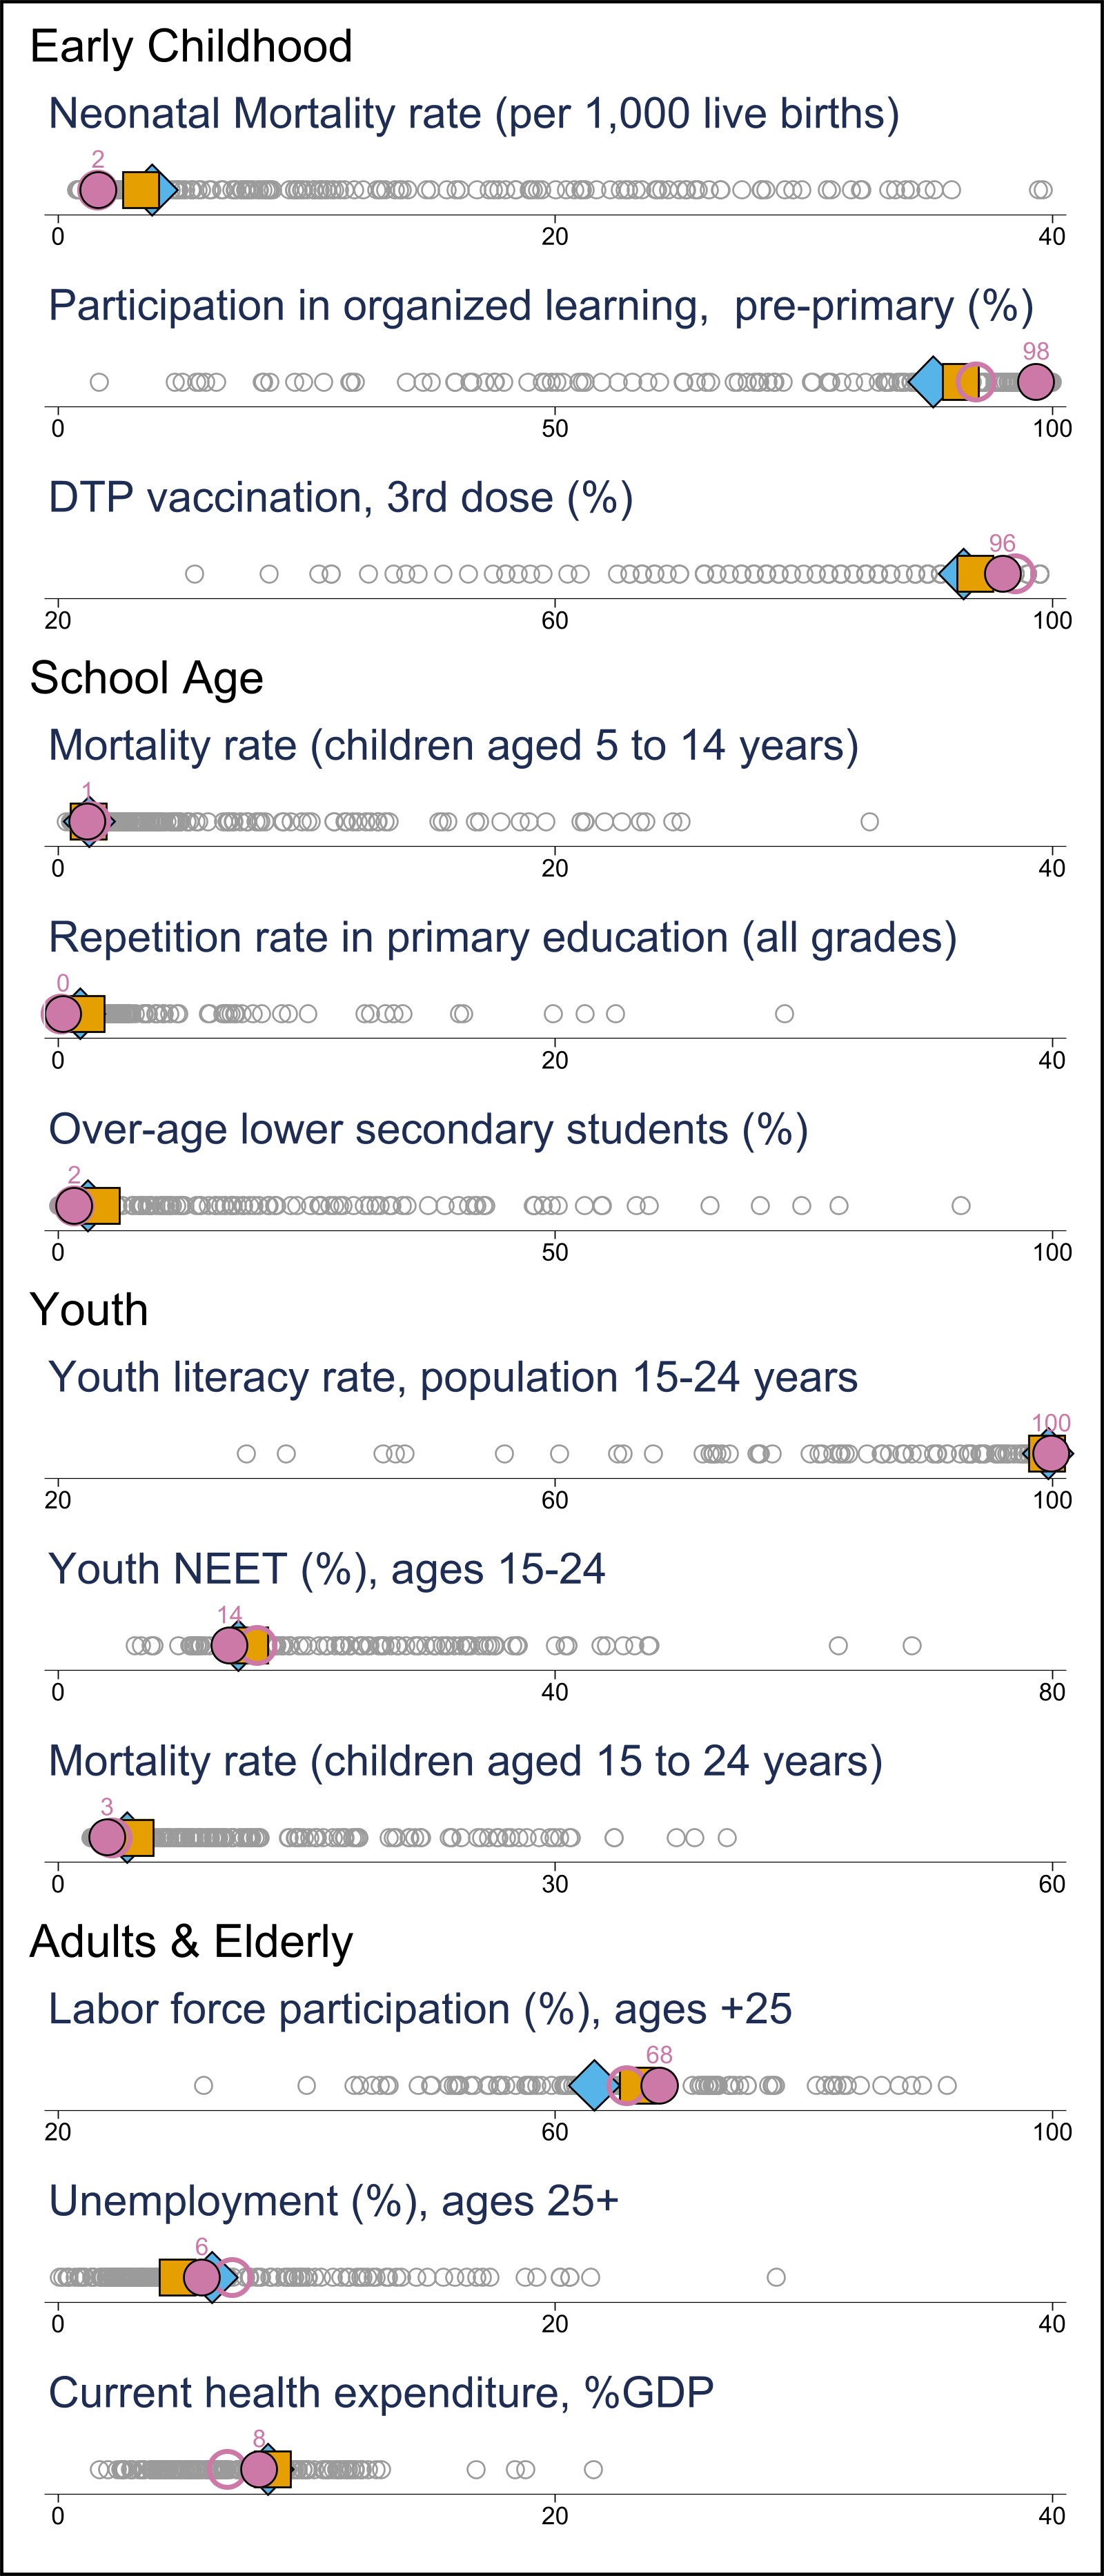 Early Childhood
Neonatal Mortality rate (per 1,000 live births)
2
0 20 40
Participation in organized learning,  pre-primary (%)
98
0 50 100
DTP vaccination, 3rd dose (%)
96
20 60 100
School Age
Mortality rate (children aged 5 to 14 years)
1
0 20 40
Repetition rate in primary education (all grades)
0
0 20 40
Over-age lower secondary students (%)
2
0 50 100
Youth
Youth literacy rate, population 15-24 years
100
20 60 100
Youth NEET (%), ages 15-24
14
0 40 80
Mortality rate (children aged 15 to 24 years)
3
0 30 60
Adults & Elderly
Labor force participation (%), ages +25
68
20 60 100
Unemployment (%), ages 25+
6
0 20 40
Current health expenditure, %GDP
8
0 20 40